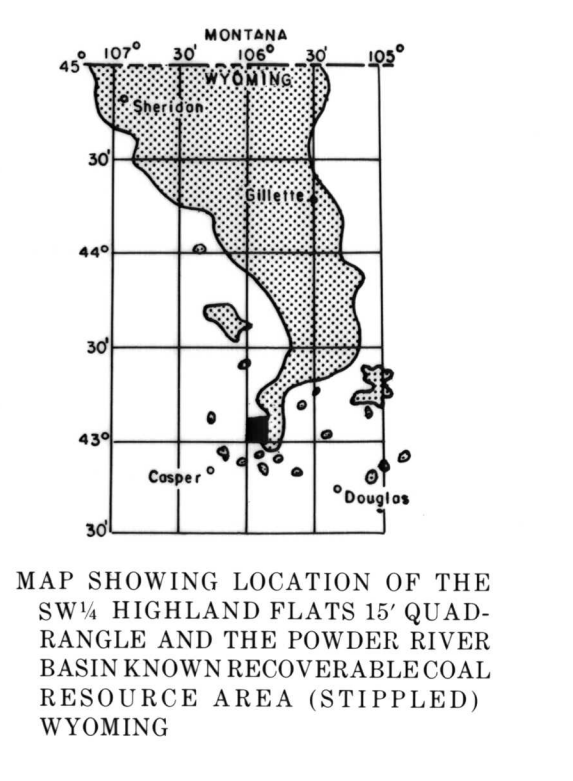 MONTANA
45° 107° 30' 106° 30' 105°
WYOMING
Sheridan
30'
Gillette
44°
30'
43°
Casper
Douglas
30'
MAP SHOWING LOCATION OF THE
SW¼ HIGHLAND FLATS 15′ QUAD-
RANGLE AND THE POWDER RIVER
BASIN KNOWN RECOVERABLE COAL
RESOURCE AREA (STIPPLED)
WYOMING